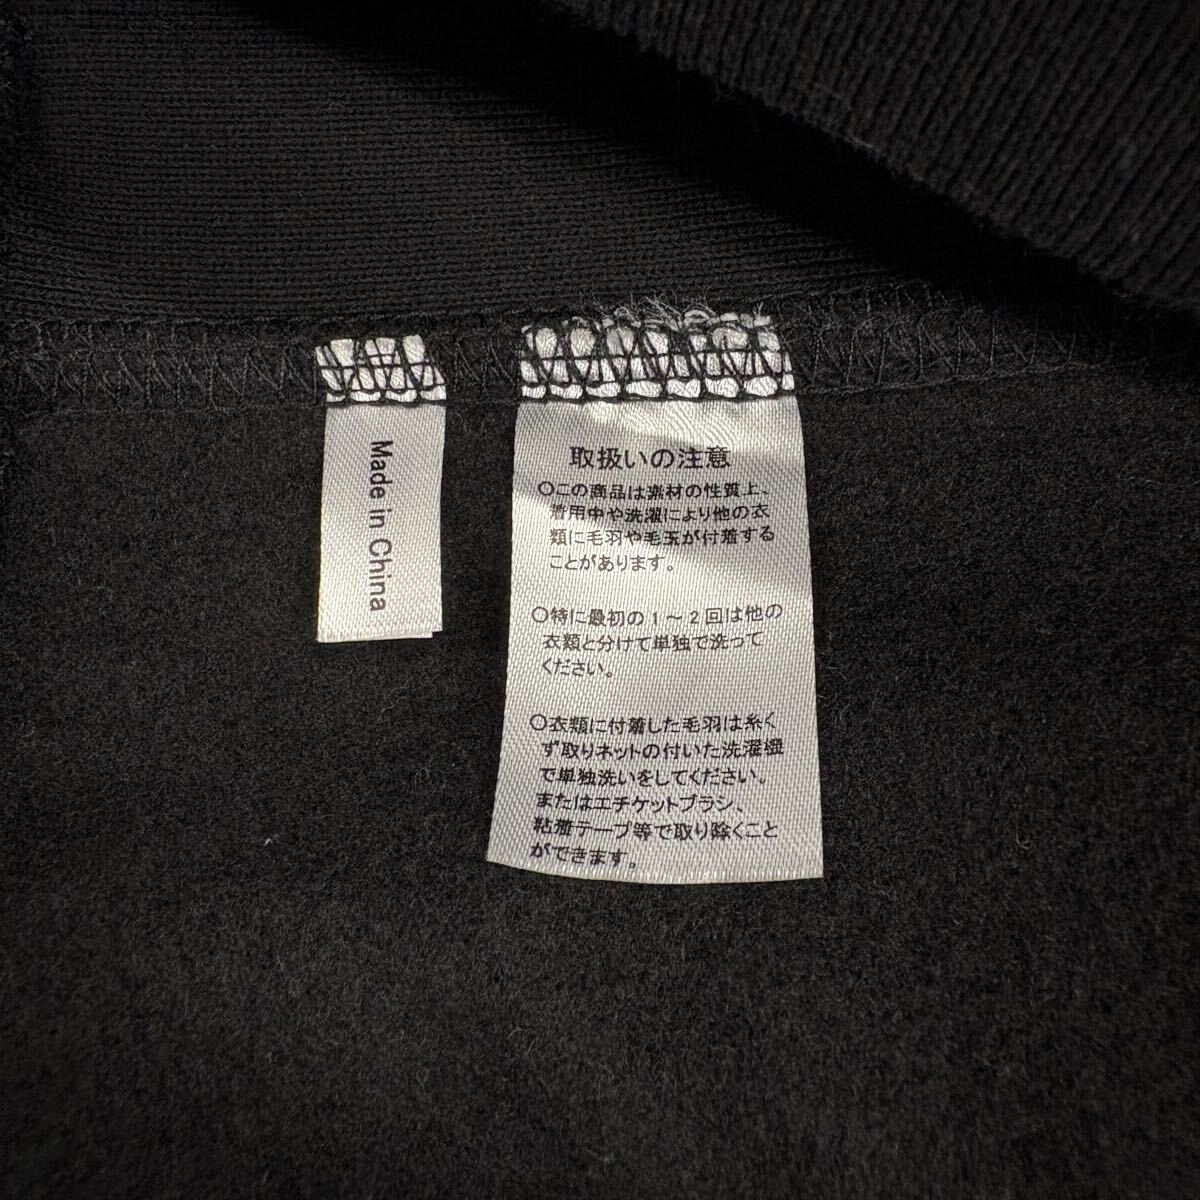 Made in China
取扱いの注意
○この商品は素材の性質上、
着用中や洗濯により他の衣
類に毛羽や毛玉が付着する
ことがあります。
○特に最初の1～2回は他の
衣類と分けて単独で洗って
ください。
○衣類に付着した毛羽は糸く
ず取りネットの付いた洗濯機
で単独洗いをしてください。
またはエチケットブラシ、
粘着テープ等で取り除くこと
ができます。